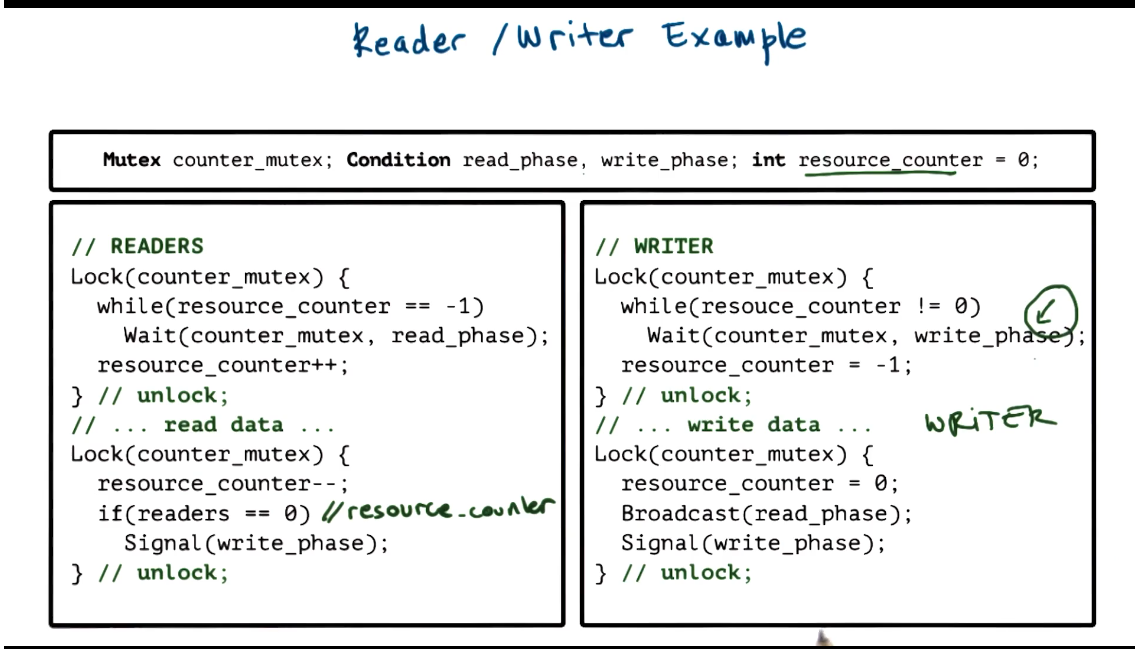 Reader / Writer Example
Mutex counter_mutex; Condition read_phase, write_phase; int resource_counter = 0;
// READERS
Lock(counter_mutex) {
while(resource_counter == -1)
Wait(counter_mutex, read_phase);
resource_counter++;
} // unlock;
// ... read data ...
Lock(counter_mutex) {
resource_counter--;
if(readers == 0) //resource_counter
Signal(write_phase);
} // unlock;
// WRITER
Lock(counter_mutex) {
while(resouce_counter != 0)
Wait(counter_mutex, write_phase);
resource_counter = -1;
} // unlock;
// ... write data ... WRiTER
Lock(counter_mutex) {
resource_counter = 0;
Broadcast(read_phase);
Signal(write_phase);
} // unlock;